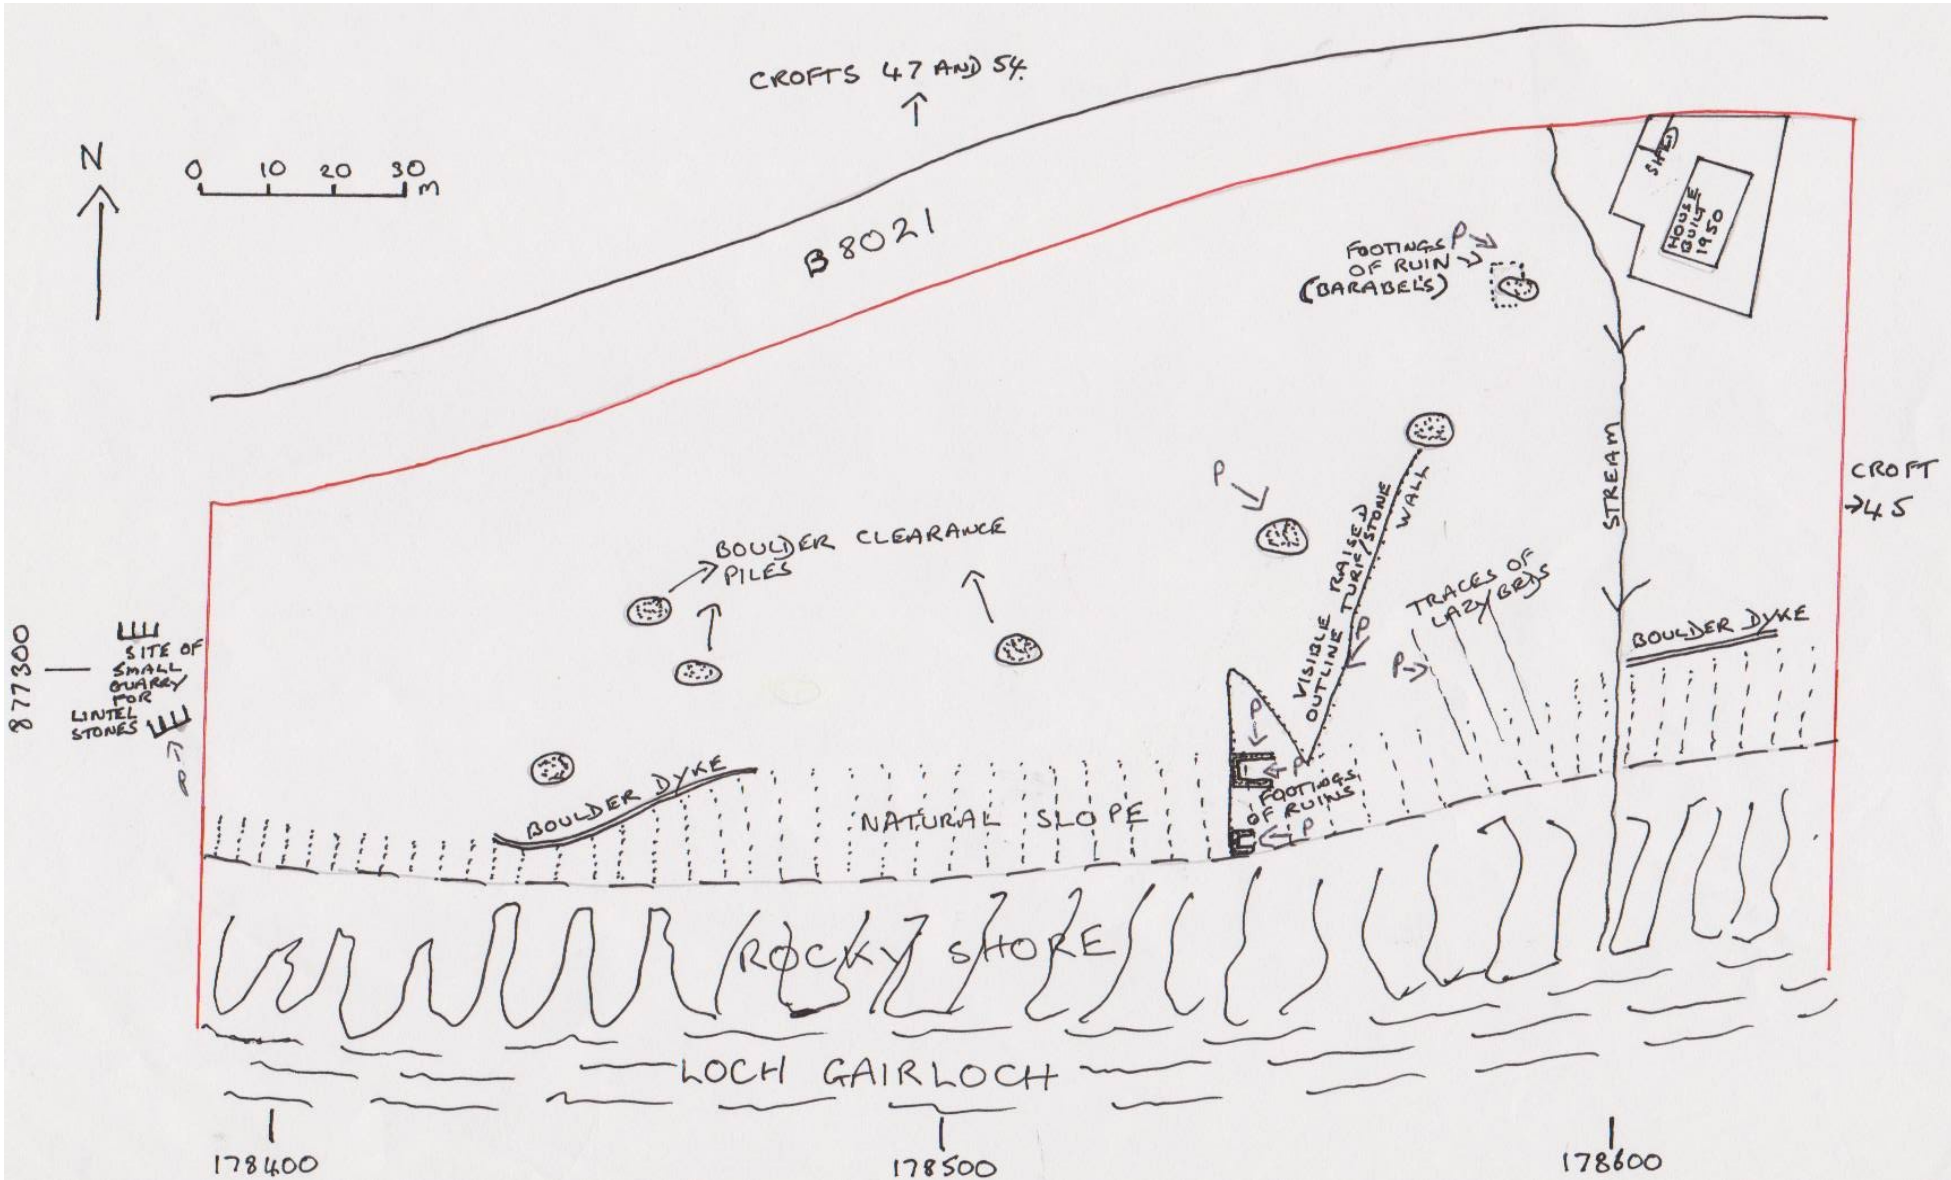 CROFTS 47 AND 54.
N
0 10 20 30
m
B8021
SHED
HOUSE
BUILT
1950
FOOTINGS P
OF RUIN
(BARABEL'S)
CROFT
45
STREAM
P
VISIBLE RAISED
OUTLINE TURF/STONE
WALL
P
BOULDER CLEARANCE
PILES
TRACES OF
LAZY BEDS
P
BOULDER DYKE
877300
SITE OF
SMALL
QUARRY
FOR
LINTEL
STONES
P
BOULDER DYKE
NATURAL SLOPE
P
P
FOOTINGS
OF RUINS
P
ROCKY SHORE
LOCH GAIRLOCH
178400
178500
178600